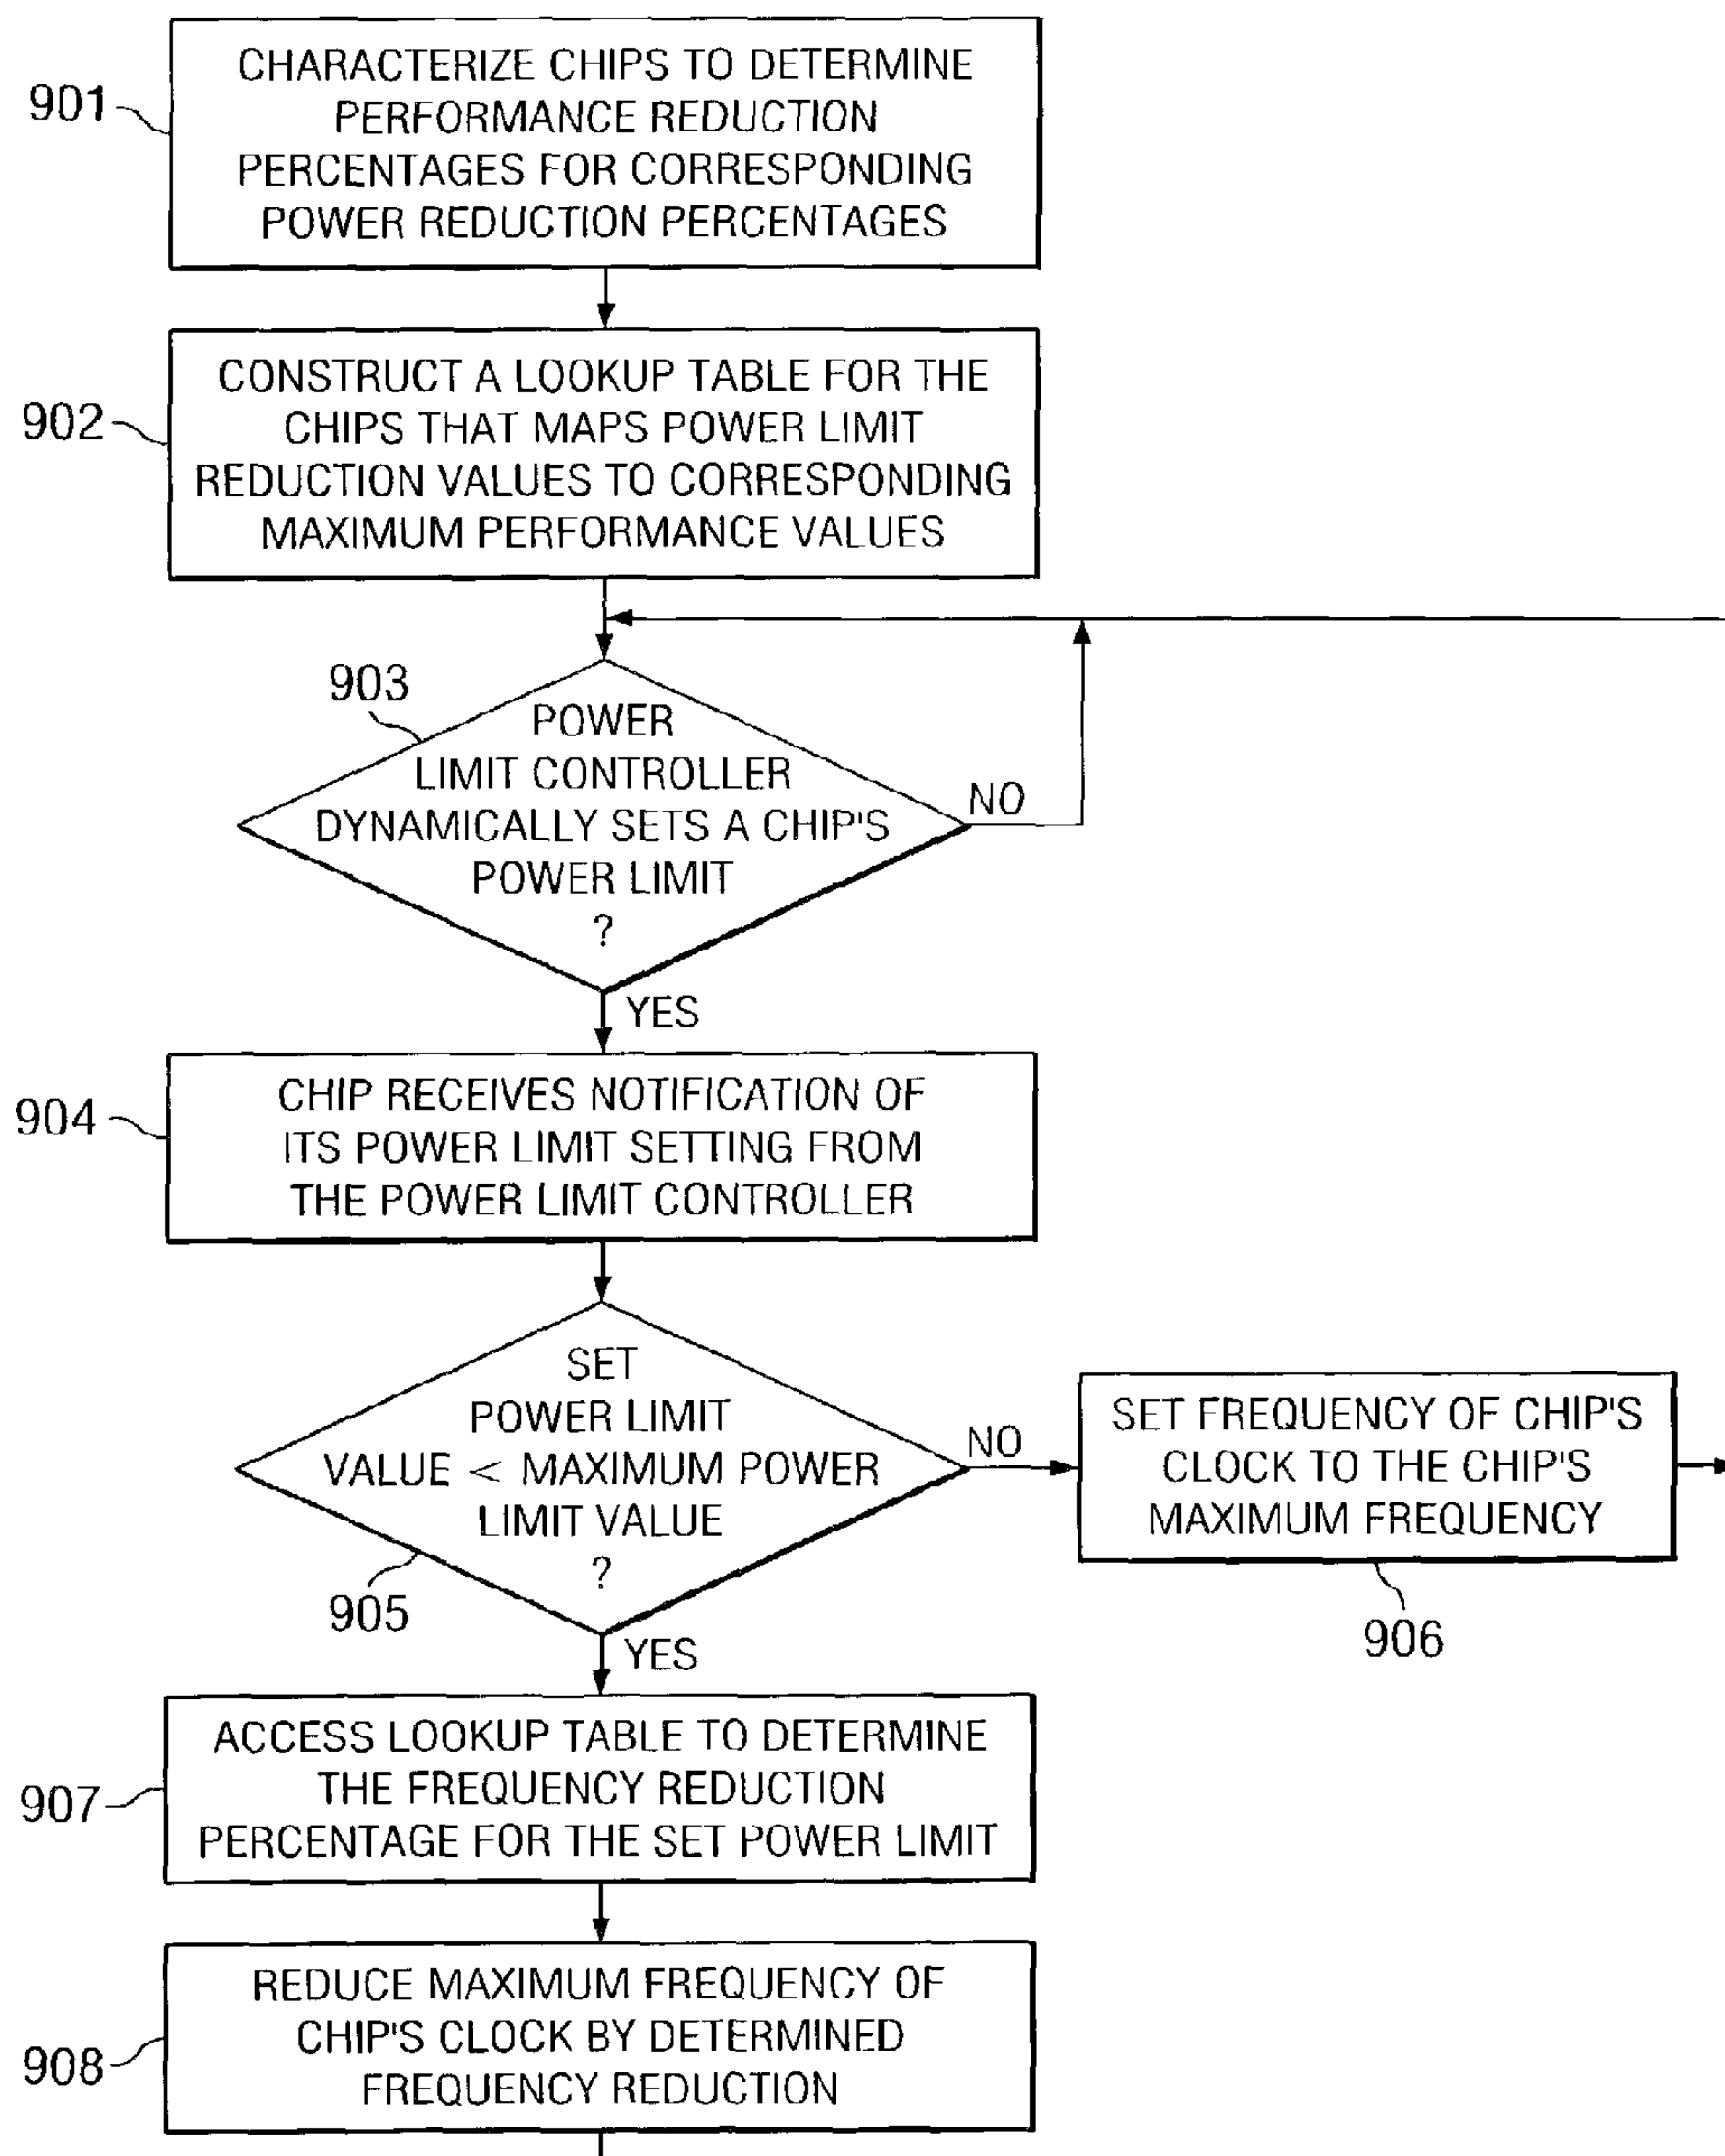 901
CHARACTERIZE CHIPS TO DETERMINE
PERFORMANCE REDUCTION
PERCENTAGES FOR CORRESPONDING
POWER REDUCTION PERCENTAGES
902
CONSTRUCT A LOOKUP TABLE FOR THE
CHIPS THAT MAPS POWER LIMIT
REDUCTION VALUES TO CORRESPONDING
MAXIMUM PERFORMANCE VALUES
903
POWER
LIMIT CONTROLLER
DYNAMICALLY SETS A CHIP'S
POWER LIMIT
?
NO
YES
904
CHIP RECEIVES NOTIFICATION OF
ITS POWER LIMIT SETTING FROM
THE POWER LIMIT CONTROLLER
SET
POWER LIMIT
VALUE < MAXIMUM POWER
LIMIT VALUE
?
905
NO
SET FREQUENCY OF CHIP'S
CLOCK TO THE CHIP'S
MAXIMUM FREQUENCY
906
YES
907
ACCESS LOOKUP TABLE TO DETERMINE
THE FREQUENCY REDUCTION
PERCENTAGE FOR THE SET POWER LIMIT
908
REDUCE MAXIMUM FREQUENCY OF
CHIP'S CLOCK BY DETERMINED
FREQUENCY REDUCTION